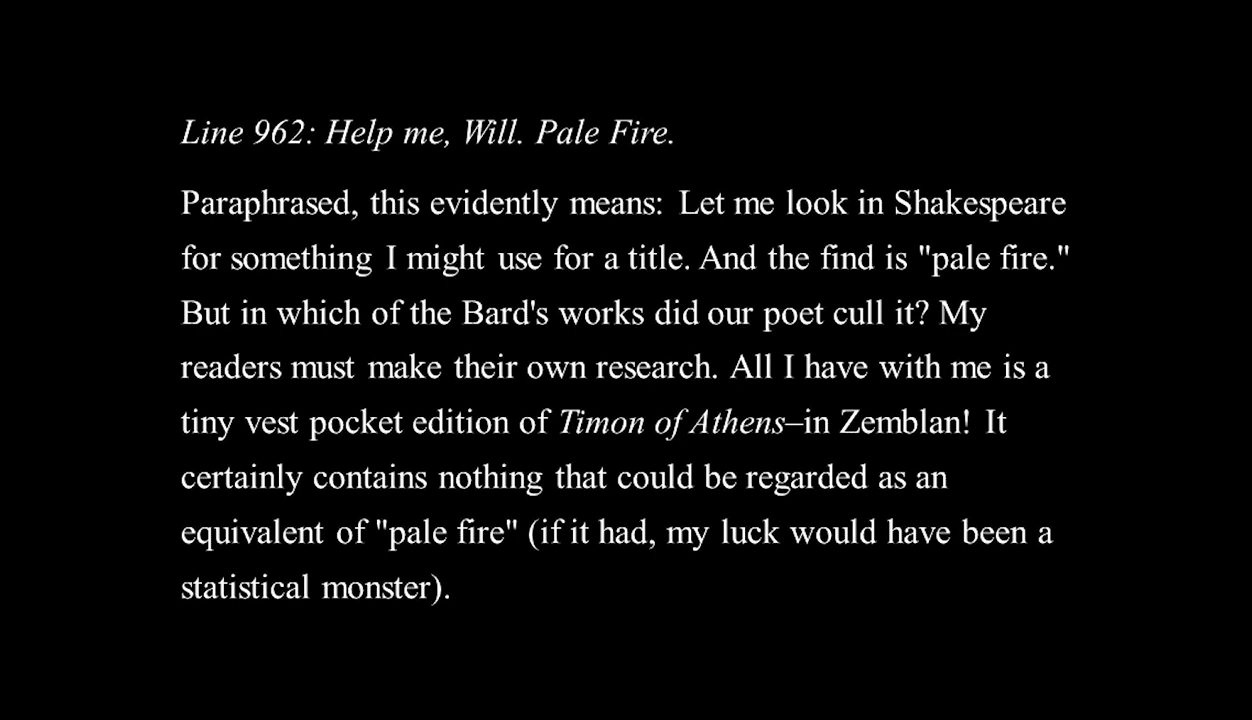 Line 962: Help me, Will. Pale Fire.
Paraphrased, this evidently means: Let me look in Shakespeare
for something I might use for a title. And the find is "pale fire."
But in which of the Bard's works did our poet cull it? My
readers must make their own research. All I have with me is a
tiny vest pocket edition of Timon of Athens–in Zemblan! It
certainly contains nothing that could be regarded as an
equivalent of "pale fire" (if it had, my luck would have been a
statistical monster).